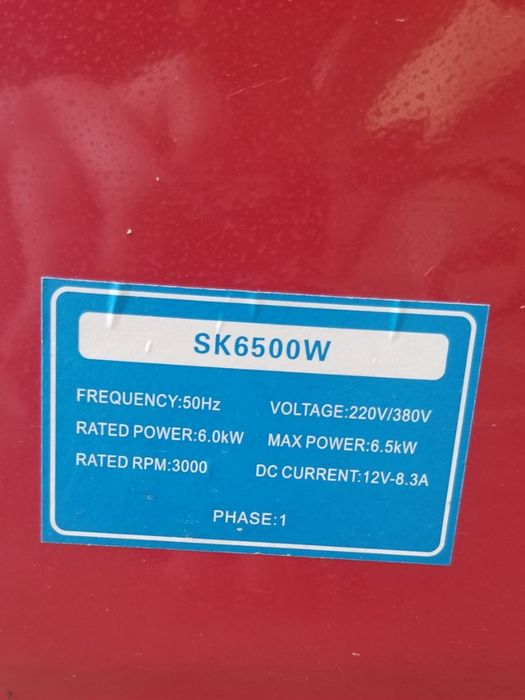 SK6500W
FREQUENCY:50Hz VOLTAGE:220V/380V
RATED POWER:6.0kW MAX POWER:6.5kW
RATED RPM:3000 DC CURRENT:12V-8.3A
PHASE:1